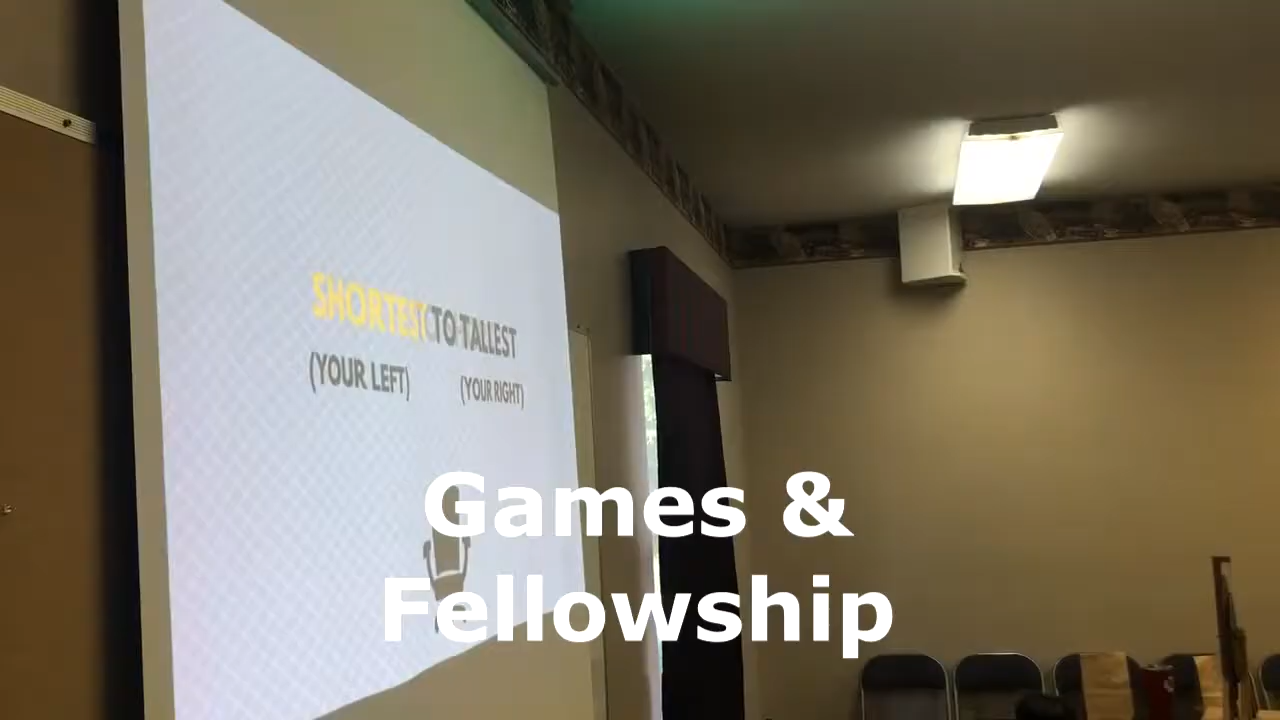 SHORTEST TO TALLEST
(YOUR LEFT) (YOUR RIGHT)
Games &
Fellowship